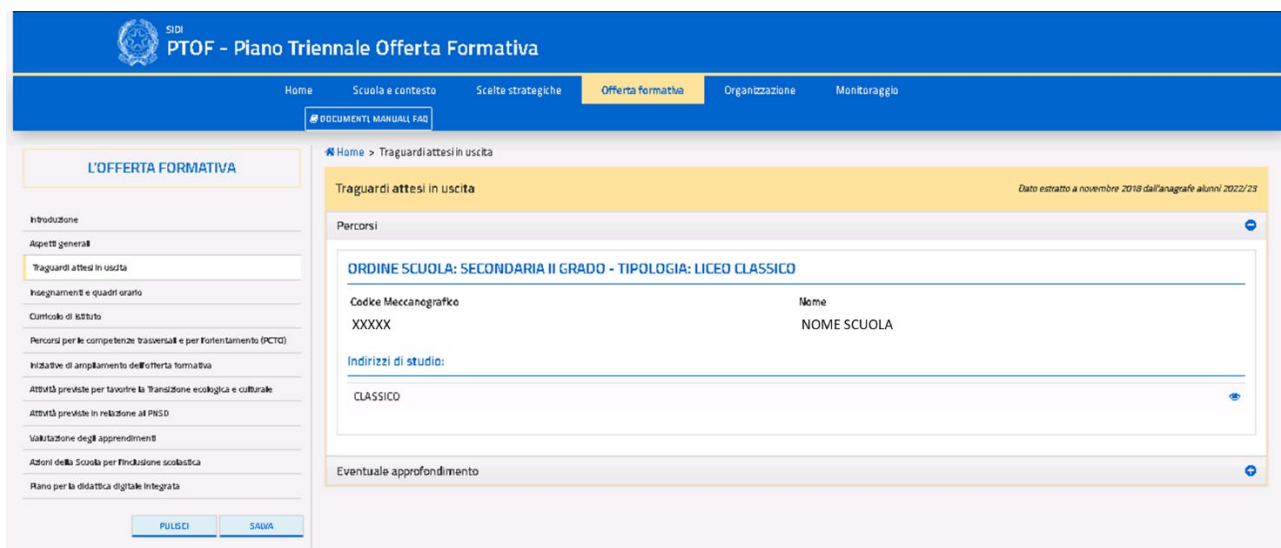 SIDI
PTOF - Piano Triennale Offerta Formativa
Home Scuola e contesto Scelte strategiche Offerta formativa Organizzazione Monitoraggio
DOCUMENTI, MANUALI, FAQ
L'OFFERTA FORMATIVA
Introduzione
Aspetti generali
Traguardi attesi in uscita
Insegnamenti e quadri orario
Curricolo di Istituto
Percorsi per le competenze trasversali e per l'orientamento (PCTO)
Iniziative di ampliamento dell'offerta formativa
Attività previste per favorire la Transizione ecologica e culturale
Attività previste in relazione al PNSD
Valutazione degli apprendimenti
Azioni della Scuola per l'inclusione scolastica
Piano per la didattica digitale integrata
PULISCI SALVA
Home > Traguardi attesi in uscita
Traguardi attesi in uscita Dato estratto a novembre 2018 dall'anagrafe alunni 2022/23
Percorsi
ORDINE SCUOLA: SECONDARIA II GRADO - TIPOLOGIA: LICEO CLASSICO
Codice Meccanografico Nome
XXXXX NOME SCUOLA
Indirizzi di studio:
CLASSICO
Eventuale approfondimento